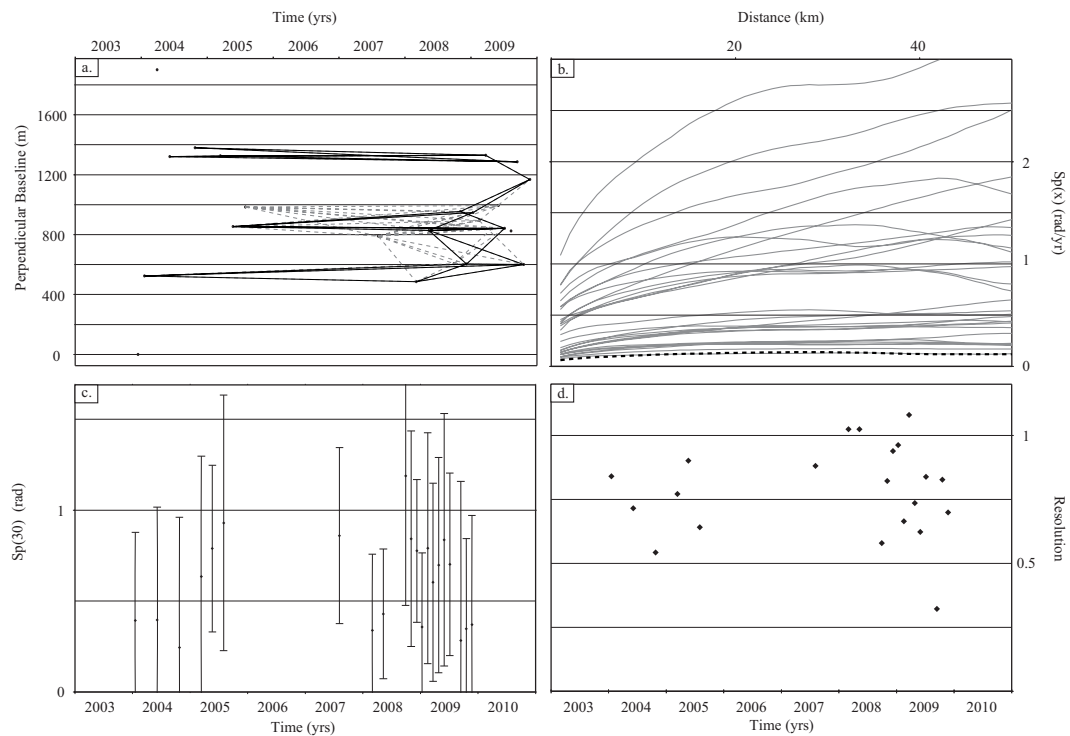 Time (yrs)
2003 2004 2005 2006 2007 2008 2009
a.
Perpendicular Baseline (m)
1600
1200
800
400
0
Distance (km)
20 40
b.
Sp(x) (rad/yr)
2
1
0
c.
Sp(30) (rad)
1
0
2003 2004 2005 2006 2007 2008 2009 2010
Time (yrs)
d.
Resolution
1
0.5
2003 2004 2005 2006 2007 2008 2009 2010
Time (yrs)